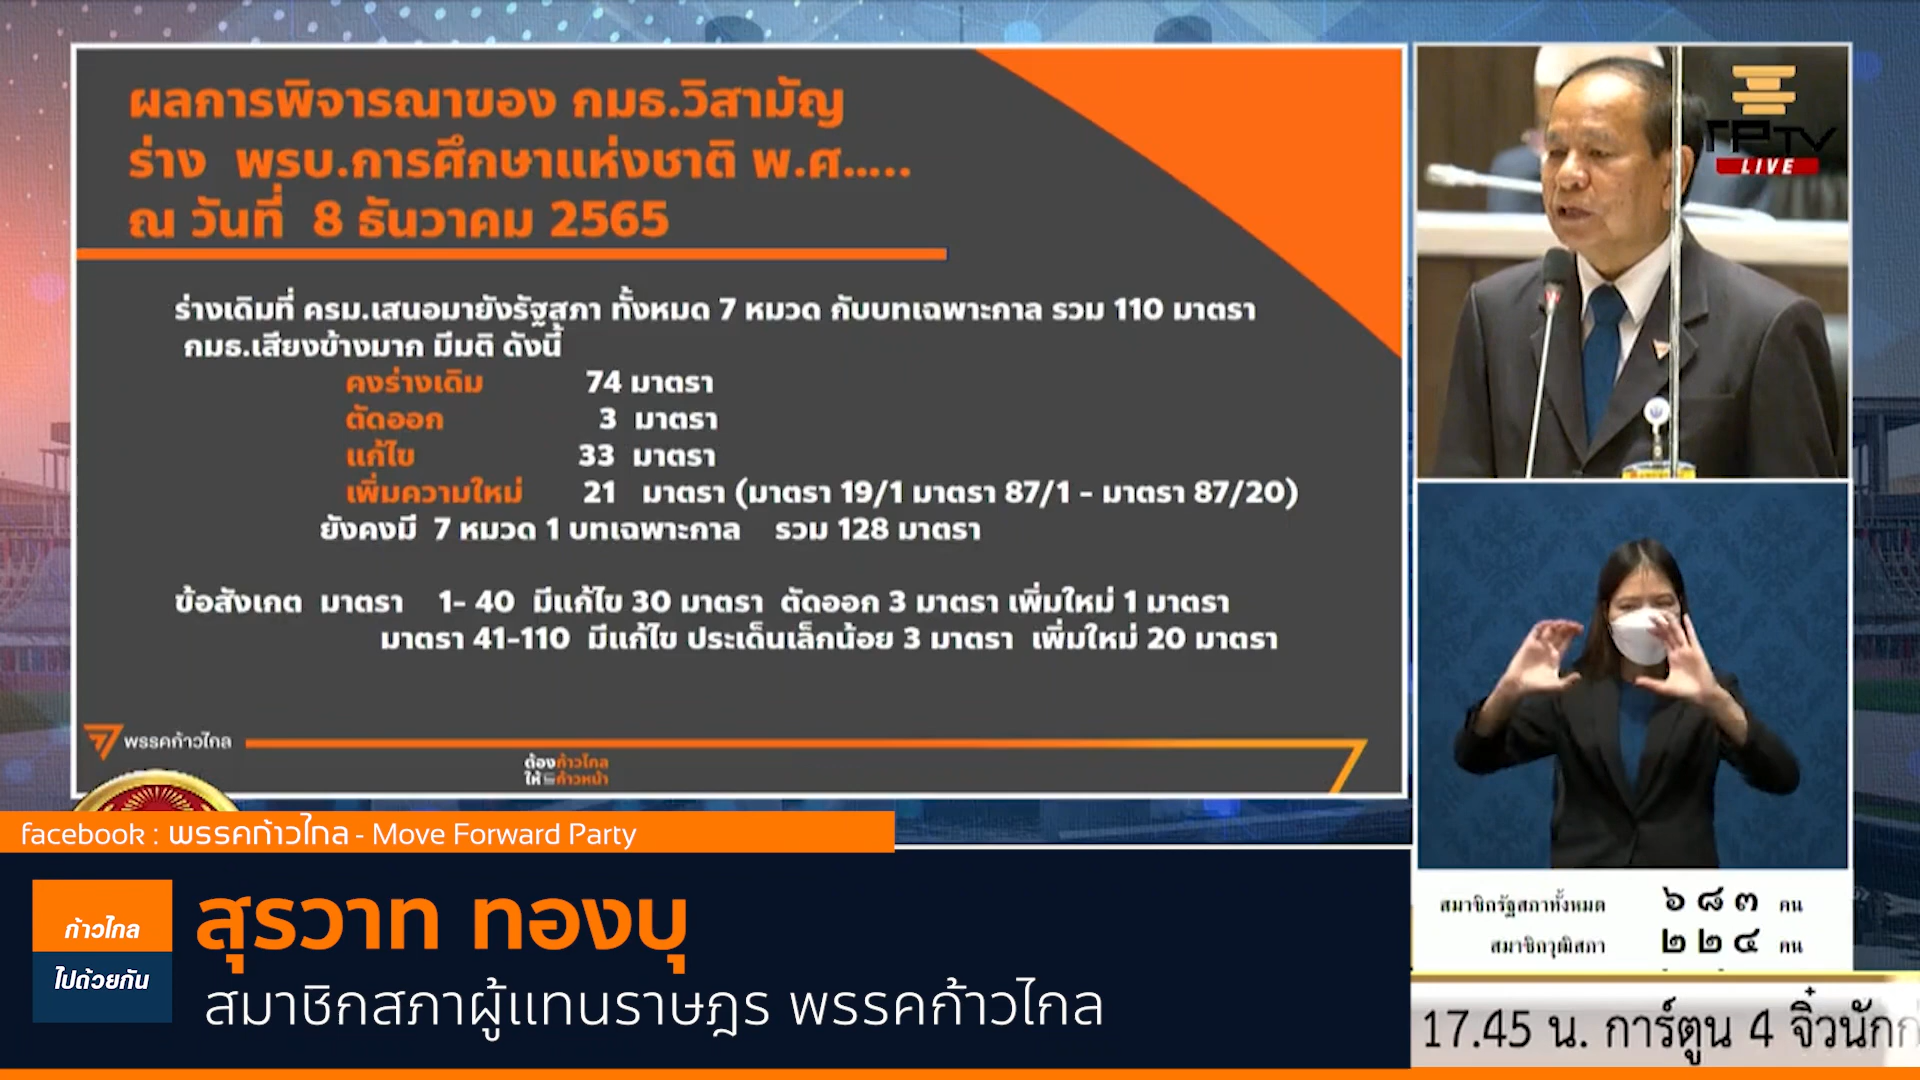 ผลการพิจารณาของ กมธ.วิสามัญ
ร่าง พรบ.การศึกษาแห่งชาติ พ.ศ.....
ณ วันที่ 8 ธันวาคม 2565
ร่างเดิมที่ ครม.เสนอมายังรัฐสภา ทั้งหมด 7 หมวด กับบทเฉพาะกาล รวม 110 มาตรา
กมธ.เสียงข้างมาก มีมติ ดังนี้
คงร่างเดิม 74 มาตรา
ตัดออก 3 มาตรา
แก้ไข 33 มาตรา
เพิ่มความใหม่ 21 มาตรา (มาตรา 19/1 มาตรา 87/1 - มาตรา 87/20)
ยังคงมี 7 หมวด 1 บทเฉพาะกาล รวม 128 มาตรา
ข้อสังเกต มาตรา 1- 40 มีแก้ไข 30 มาตรา ตัดออก 3 มาตรา เพิ่มใหม่ 1 มาตรา
มาตรา 41-110 มีแก้ไข ประเด็นเล็กน้อย 3 มาตรา เพิ่มใหม่ 20 มาตรา
พรรคก้าวไกล
ต้องก้าวไกล
ให้ ก้าวหน้า
TPTV
LIVE
facebook : พรรคก้าวไกล - Move Forward Party
ก้าวไกล
ไปด้วยกัน
สุรวาท ทองบุ
สมาชิกสภาผู้แทนราษฎร พรรคก้าวไกล
สมาชิกรัฐสภาทั้งหมด ๖๘๓ คน
สมาชิกวุฒิสภา ๒๒๔ คน
17.45 น. การ์ตูน 4 จิ๋วนัก